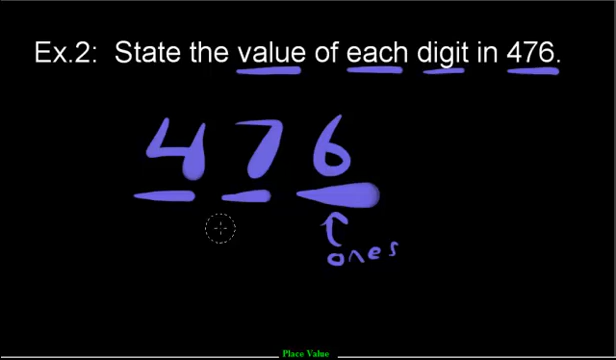 Ex.2: State the value of each digit in 476.
476
ones
Place Value